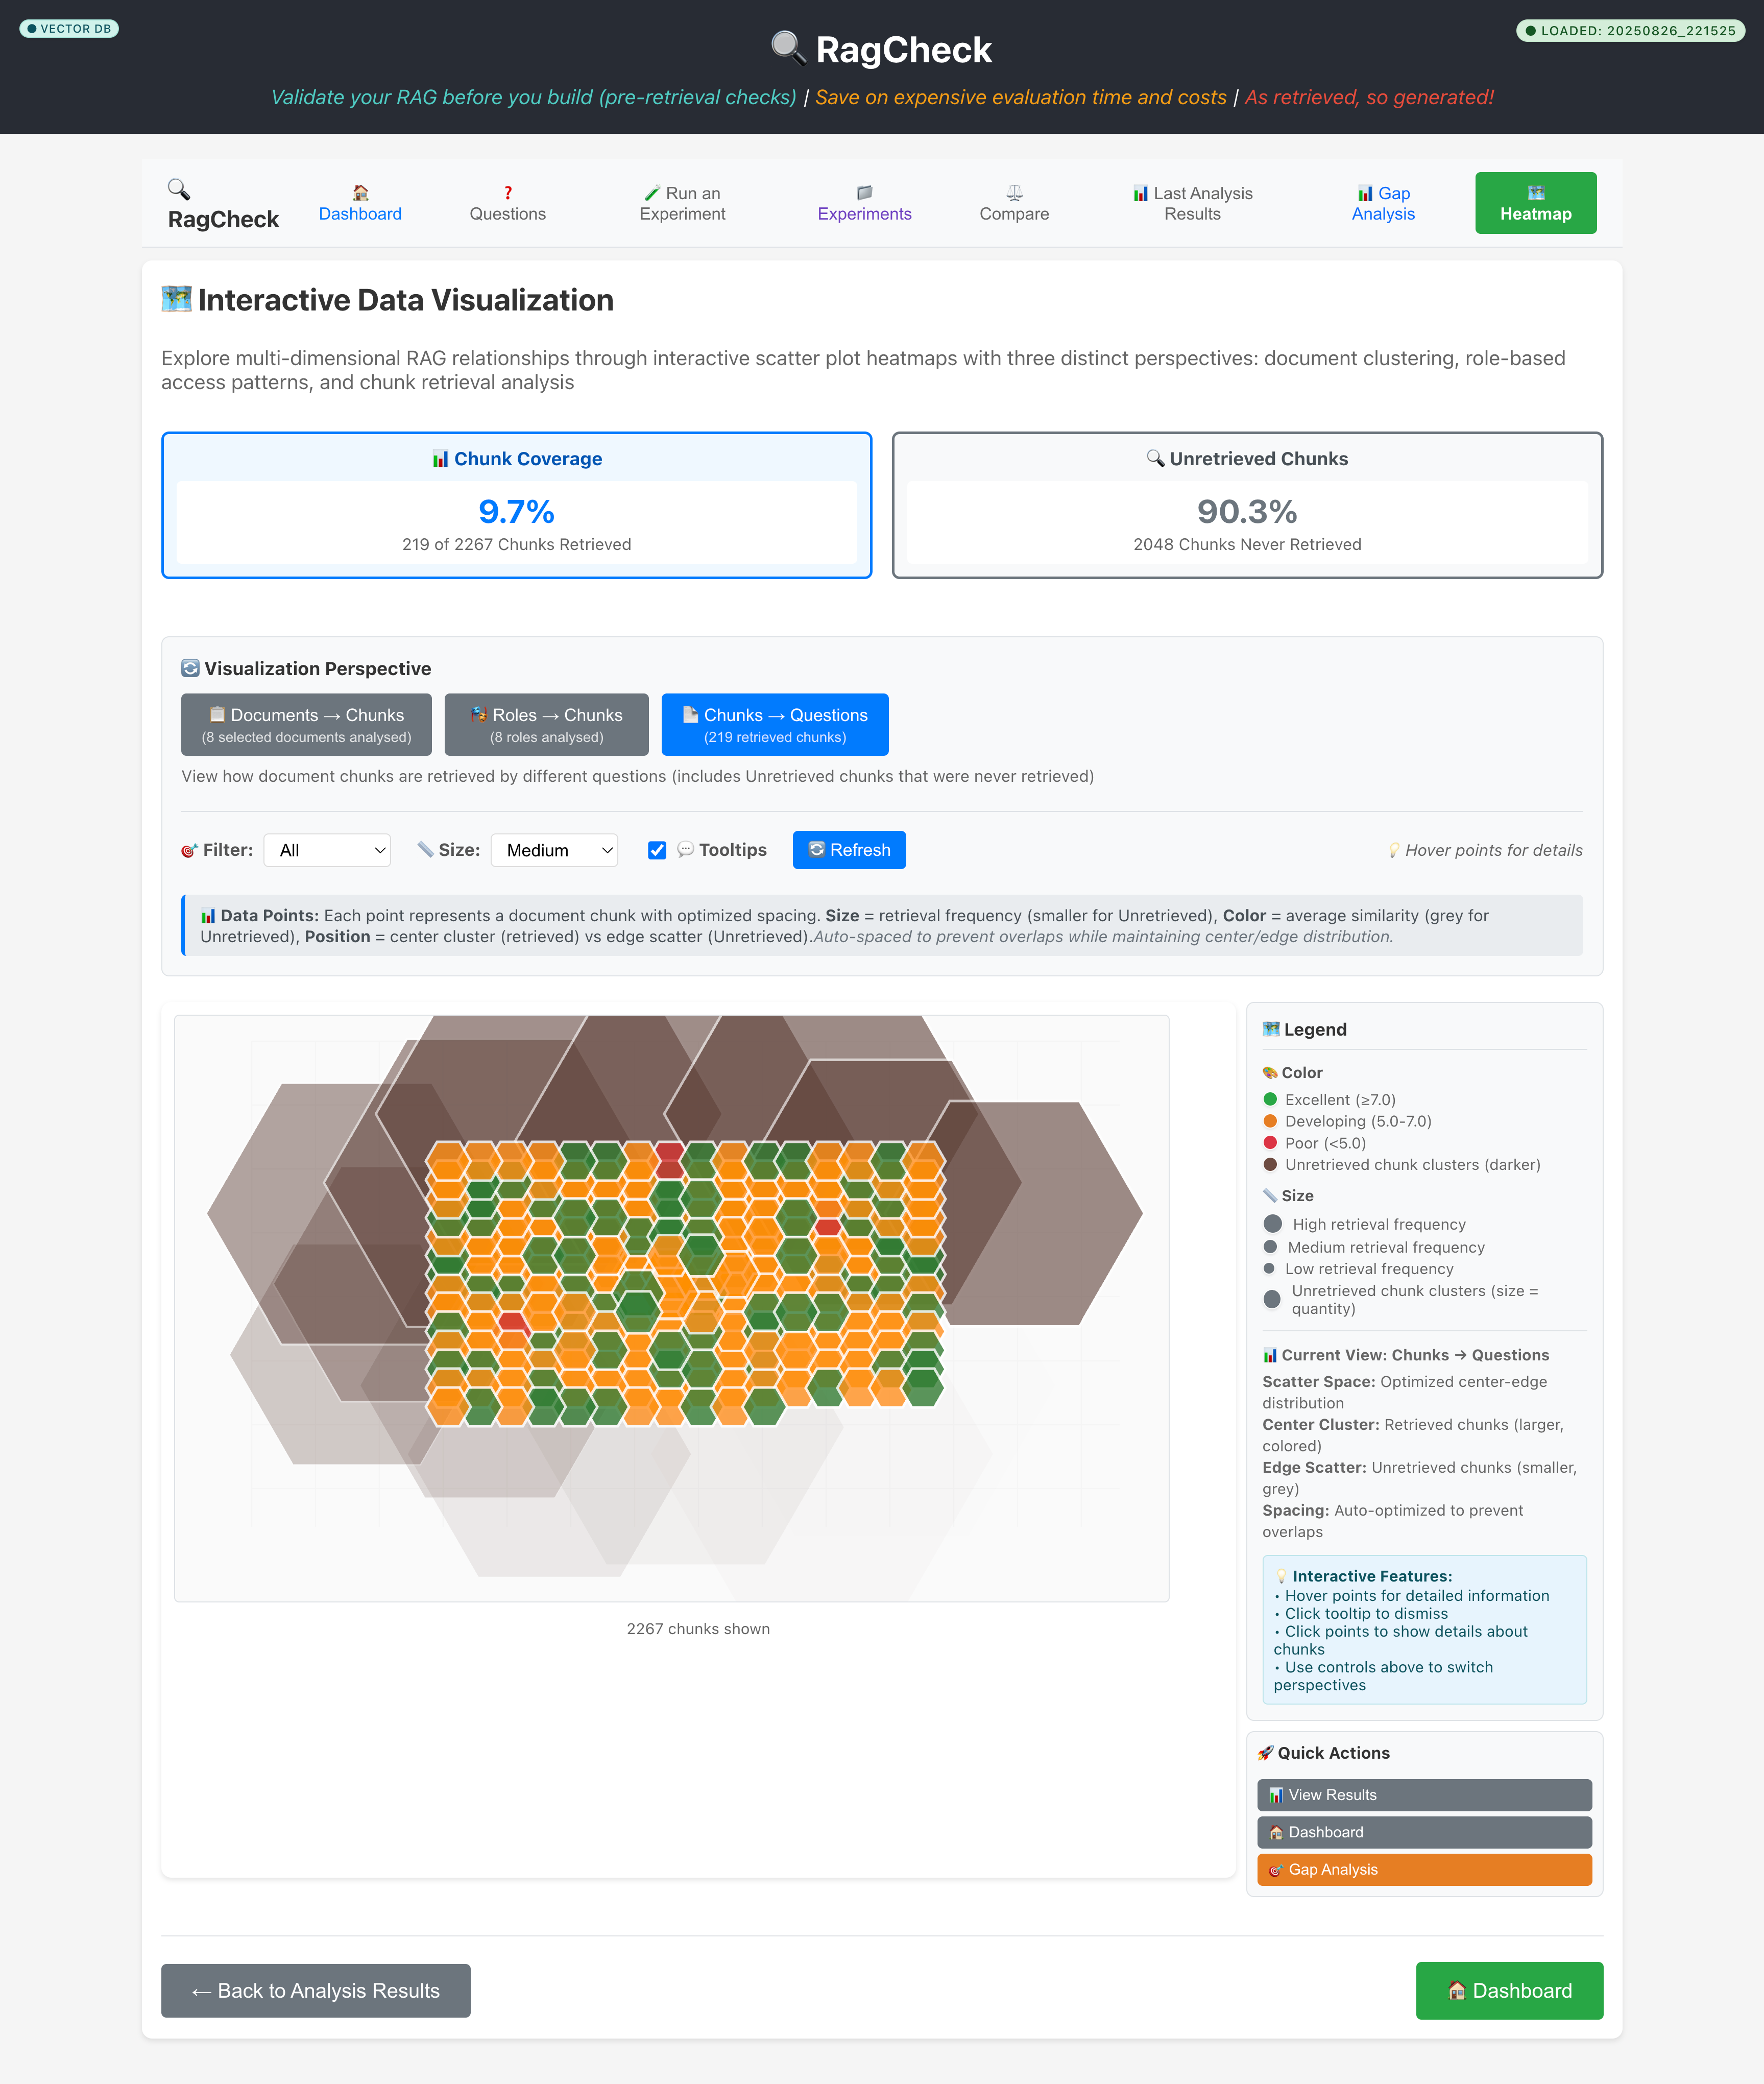 VECTOR DB
LOADED: 20250826_221525
RagCheck
Validate your RAG before you build (pre-retrieval checks) | Save on expensive evaluation time and costs | As retrieved, so generated!
RagCheck
Dashboard
Questions
Run an
Experiment
Experiments
Compare
Last Analysis
Results
Gap
Analysis
Heatmap
Interactive Data Visualization
Explore multi-dimensional RAG relationships through interactive scatter plot heatmaps with three distinct perspectives: document clustering, role-based
access patterns, and chunk retrieval analysis
Chunk Coverage
9.7%
219 of 2267 Chunks Retrieved
Unretrieved Chunks
90.3%
2048 Chunks Never Retrieved
Visualization Perspective
Documents → Chunks
(8 selected documents analysed)
Roles → Chunks
(8 roles analysed)
Chunks → Questions
(219 retrieved chunks)
View how document chunks are retrieved by different questions (includes Unretrieved chunks that were never retrieved)
Filter: All
Size: Medium
Tooltips
Refresh
Hover points for details
Data Points: Each point represents a document chunk with optimized spacing. Size = retrieval frequency (smaller for Unretrieved), Color = average similarity (grey for
Unretrieved), Position = center cluster (retrieved) vs edge scatter (Unretrieved).Auto-spaced to prevent overlaps while maintaining center/edge distribution.
2267 chunks shown
Legend
Color
Excellent (≥7.0)
Developing (5.0-7.0)
Poor (<5.0)
Unretrieved chunk clusters (darker)
Size
High retrieval frequency
Medium retrieval frequency
Low retrieval frequency
Unretrieved chunk clusters (size =
quantity)
Current View: Chunks → Questions
Scatter Space: Optimized center-edge
distribution
Center Cluster: Retrieved chunks (larger,
colored)
Edge Scatter: Unretrieved chunks (smaller,
grey)
Spacing: Auto-optimized to prevent
overlaps
Interactive Features:
• Hover points for detailed information
• Click tooltip to dismiss
• Click points to show details about
chunks
• Use controls above to switch
perspectives
Quick Actions
View Results
Dashboard
Gap Analysis
← Back to Analysis Results
Dashboard